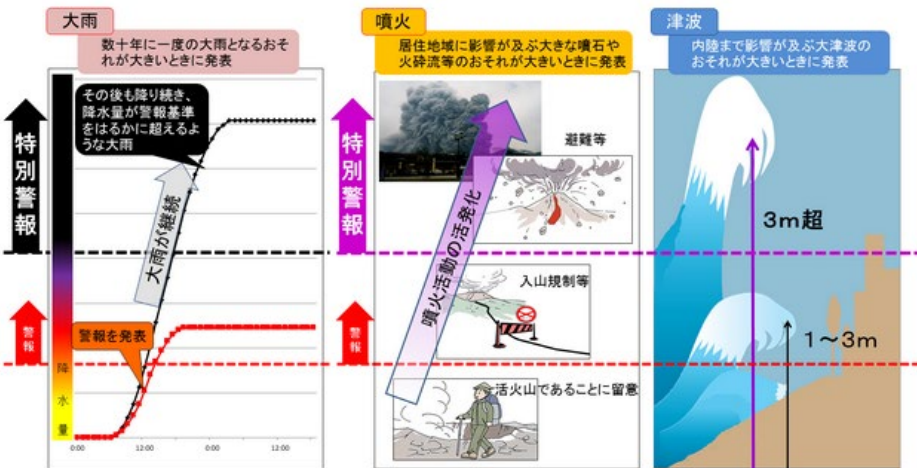 大雨
数十年に一度の大雨となるおそ
れが大きいときに発表
特別警報
警報
その後も降り続き、
降水量が警報基準
をはるかに超えるよ
うな大雨
大雨が継続
警報を発表
降水量
0:00
12:00
0:00
12:00
噴火
居住地域に影響が及ぶ大きな噴石や
火砕流等のおそれが大きいときに発表
特別警報
警報
避難等
噴火活動の活発化
入山規制等
活火山であることに留意
津波
内陸まで影響が及ぶ大津波の
おそれが大きいときに発表
3m超
1～3m